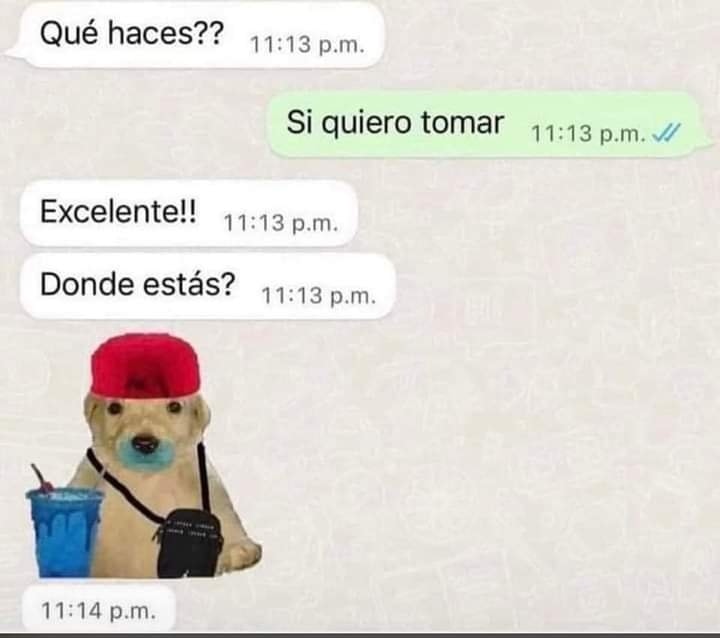 Qué haces?? 11:13 p.m.
Si quiero tomar 11:13 p.m.
Excelente!! 11:13 p.m.
Donde estás? 11:13 p.m.
11:14 p.m.